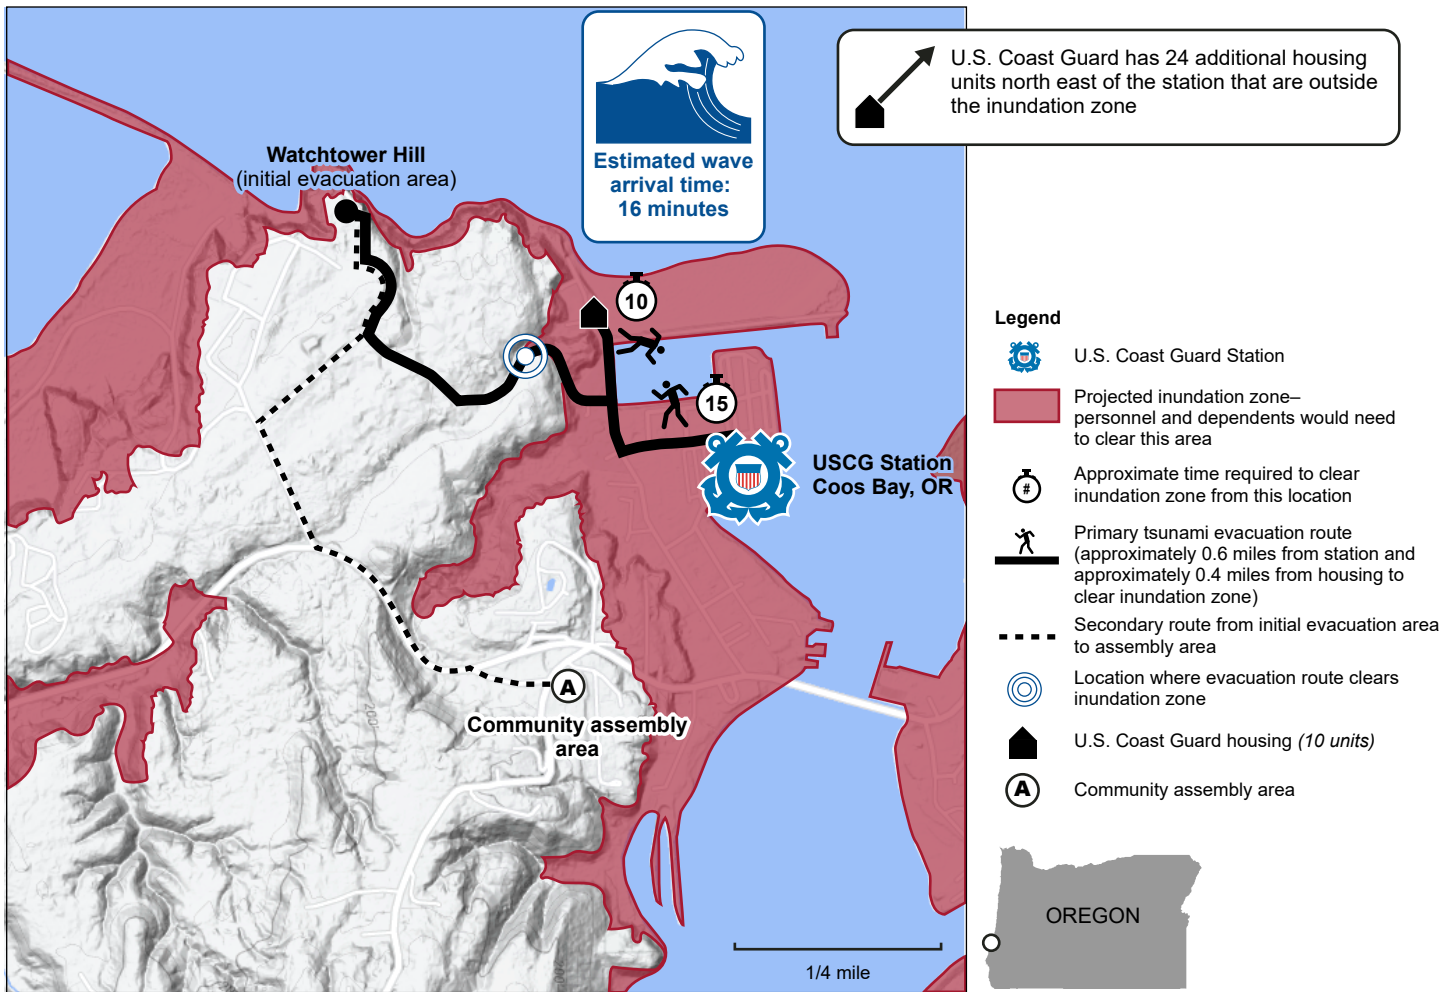 U.S. Coast Guard has 24 additional housing
units north east of the station that are outside
the inundation zone
Estimated wave
arrival time:
16 minutes
Watchtower Hill
(initial evacuation area)
10
15
USCG Station
Coos Bay, OR
A
Community assembly
area
1/4 mile
Legend
U.S. Coast Guard Station
Projected inundation zone–
personnel and dependents would need
to clear this area
#
Approximate time required to clear
inundation zone from this location
Primary tsunami evacuation route
(approximately 0.6 miles from station and
approximately 0.4 miles from housing to
clear inundation zone)
Secondary route from initial evacuation area
to assembly area
Location where evacuation route clears
inundation zone
U.S. Coast Guard housing (10 units)
A
Community assembly area
OREGON